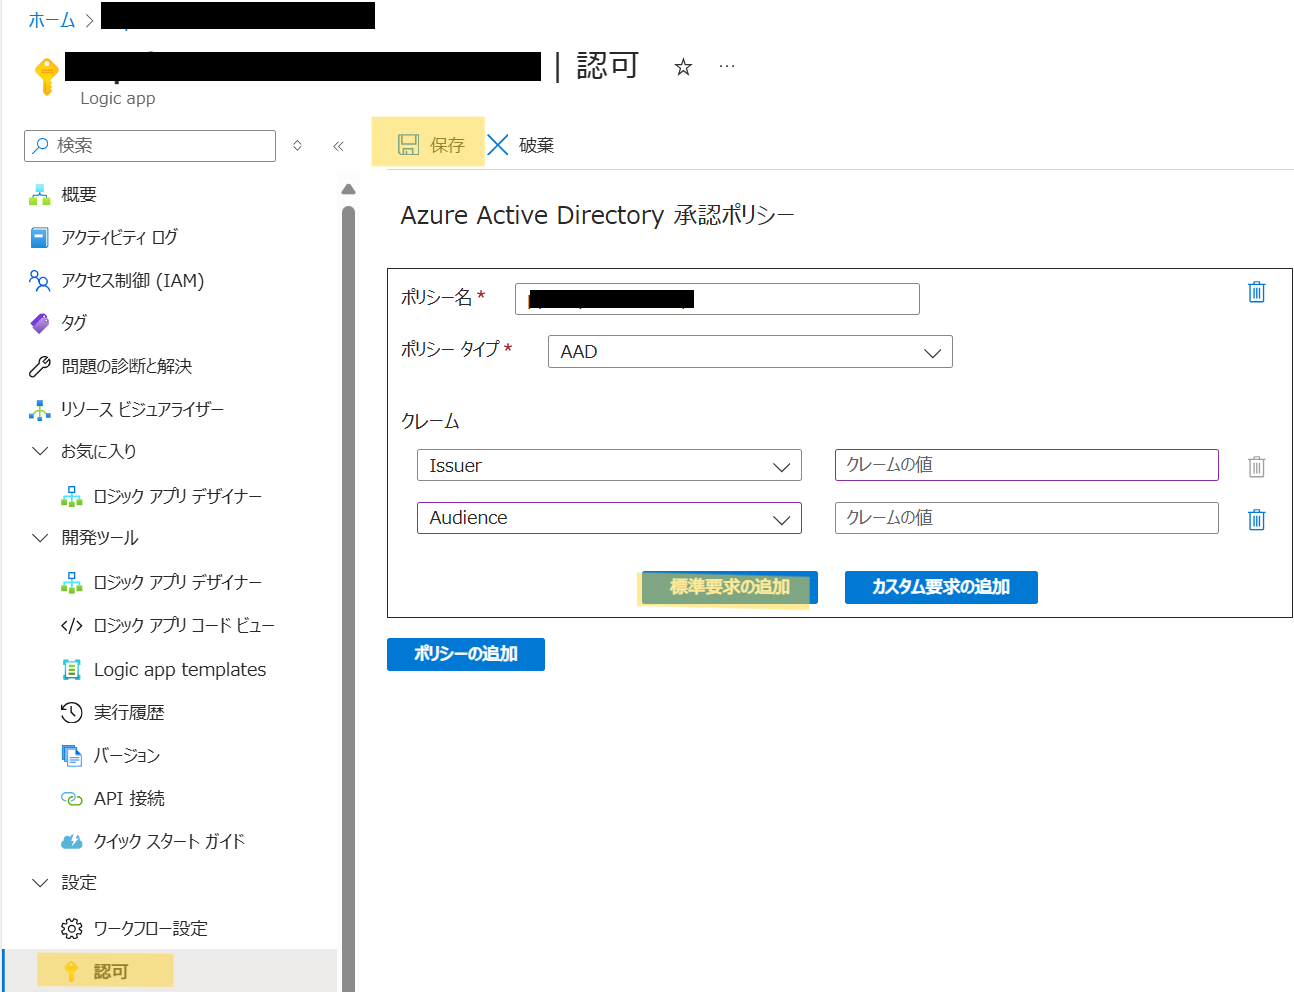 ホーム >
| 認可 ☆ …
Logic app
検索
«
保存
破棄
概要
アクティビティ ログ
アクセス制御 (IAM)
タグ
問題の診断と解決
リソース ビジュアライザー
お気に入り
ロジック アプリ デザイナー
開発ツール
ロジック アプリ デザイナー
ロジック アプリ コード ビュー
Logic app templates
実行履歴
バージョン
API 接続
クイック スタート ガイド
設定
ワークフロー設定
認可
Azure Active Directory 承認ポリシー
ポリシー名 *
ポリシー タイプ * AAD
クレーム
Issuer クレームの値
Audience クレームの値
標準要求の追加 カスタム要求の追加
ポリシーの追加